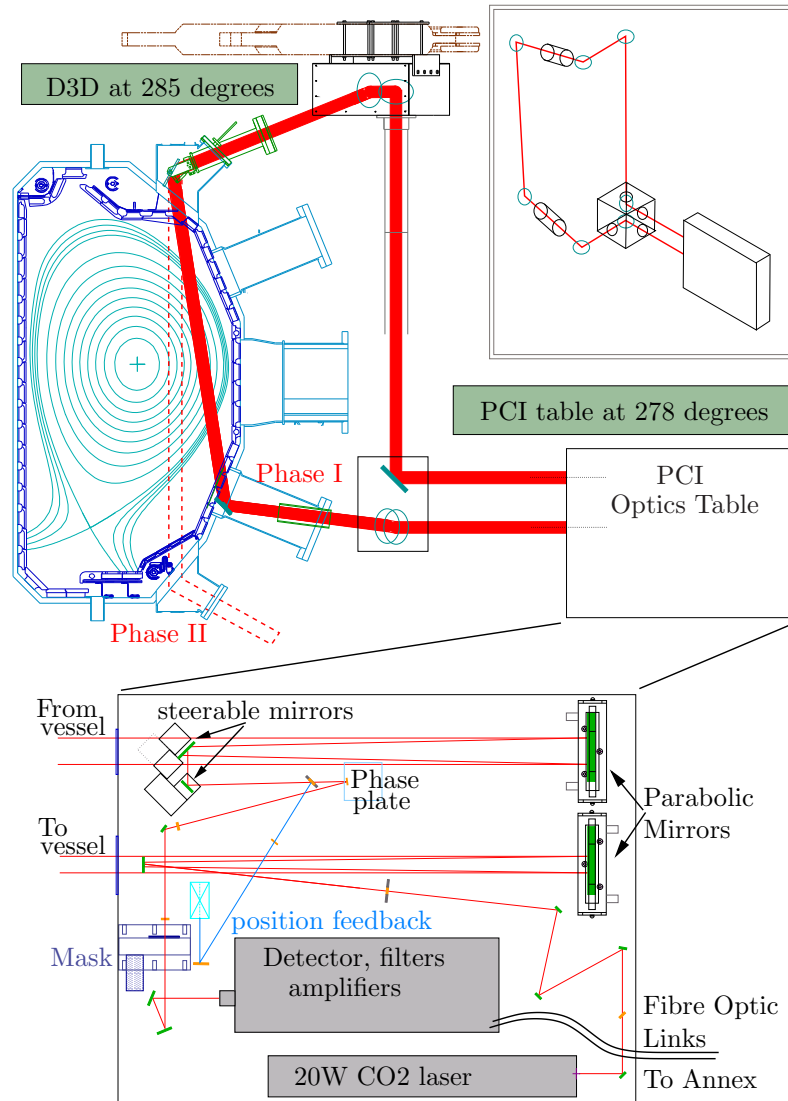 D3D at 285 degrees
PCI table at 278 degrees
Phase I
PCI
Optics Table
Phase II
From
vessel
steerable mirrors
Phase
plate
Parabolic
Mirrors
To
vessel
position feedback
Mask
Detector, filters
amplifiers
Fibre Optic
Links
20W CO2 laser
To Annex